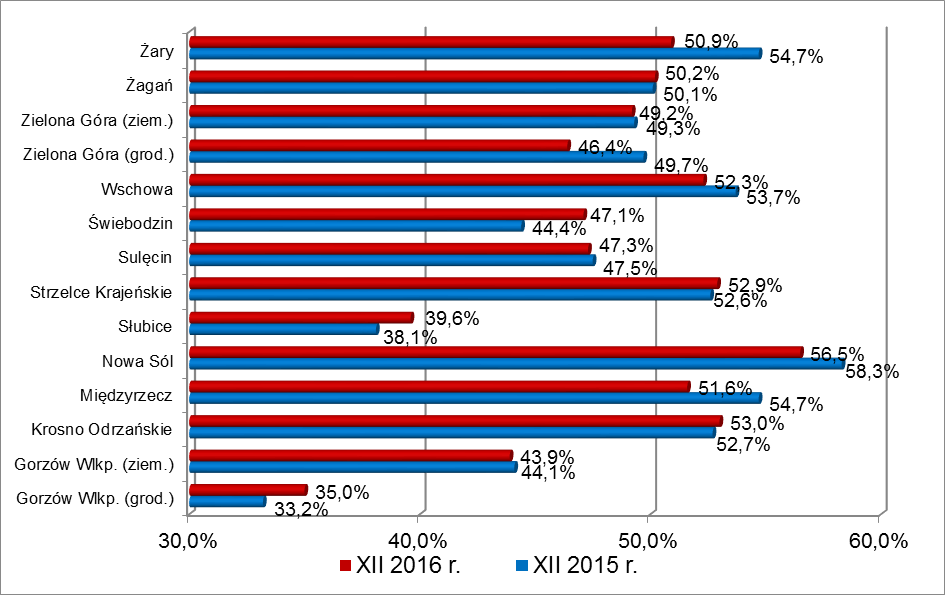 Żary
50,9%
54,7%
Żagań
50,2%
50,1%
Zielona Góra (ziem.)
49,2%
49,3%
Zielona Góra (grod.)
46,4%
49,7%
Wschowa
52,3%
53,7%
Świebodzin
47,1%
44,4%
Sulęcin
47,3%
47,5%
Strzelce Krajeńskie
52,9%
52,6%
Słubice
39,6%
38,1%
Nowa Sól
56,5%
58,3%
Międzyrzecz
51,6%
54,7%
Krosno Odrzańskie
53,0%
52,7%
Gorzów Wlkp. (ziem.)
43,9%
44,1%
Gorzów Wlkp. (grod.)
35,0%
33,2%
30,0% 40,0% 50,0% 60,0%
XII 2016 r. XII 2015 r.